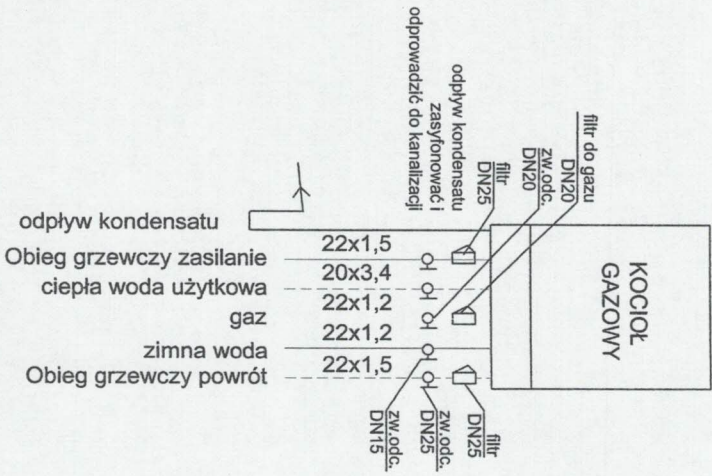 odprowadzić do kanalizacji
zasyfonować i
odpływ kondensatu
filtr
DN25
zw.odc.
DN20
filtr do gazu
DN20
KOCIOŁ
GAZOWY
odpływ kondensatu
Obieg grzewczy zasilanie
22x1,5
ciepła woda użytkowa
20x3,4
gaz
22x1,2
zimna woda
22x1,2
Obieg grzewczy powrót
22x1,5
zw.odc.
DN15
zw.odc.
DN25
filtr
DN25